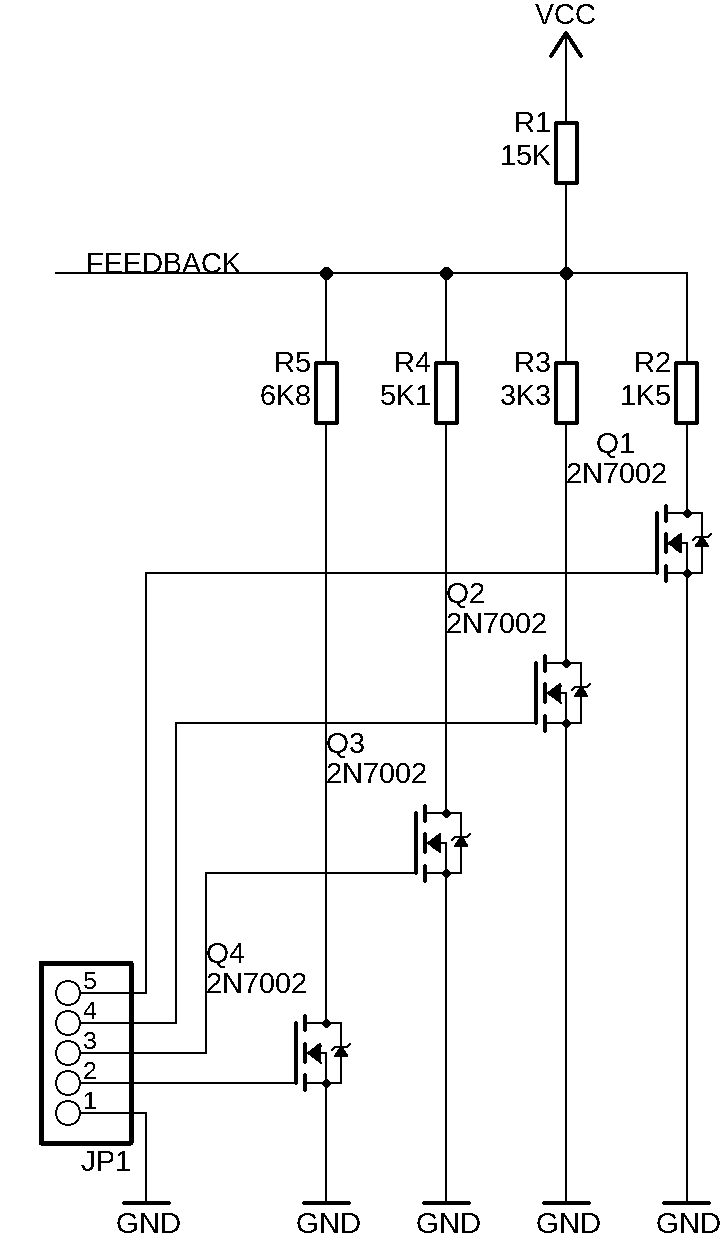 VCC
R1
15K
FEEDBACK
R5
6K8
R4
5K1
R3
3K3
R2
1K5
Q1
2N7002
Q2
2N7002
Q3
2N7002
Q4
2N7002
5
4
3
2
1
JP1
GND
GND
GND
GND
GND